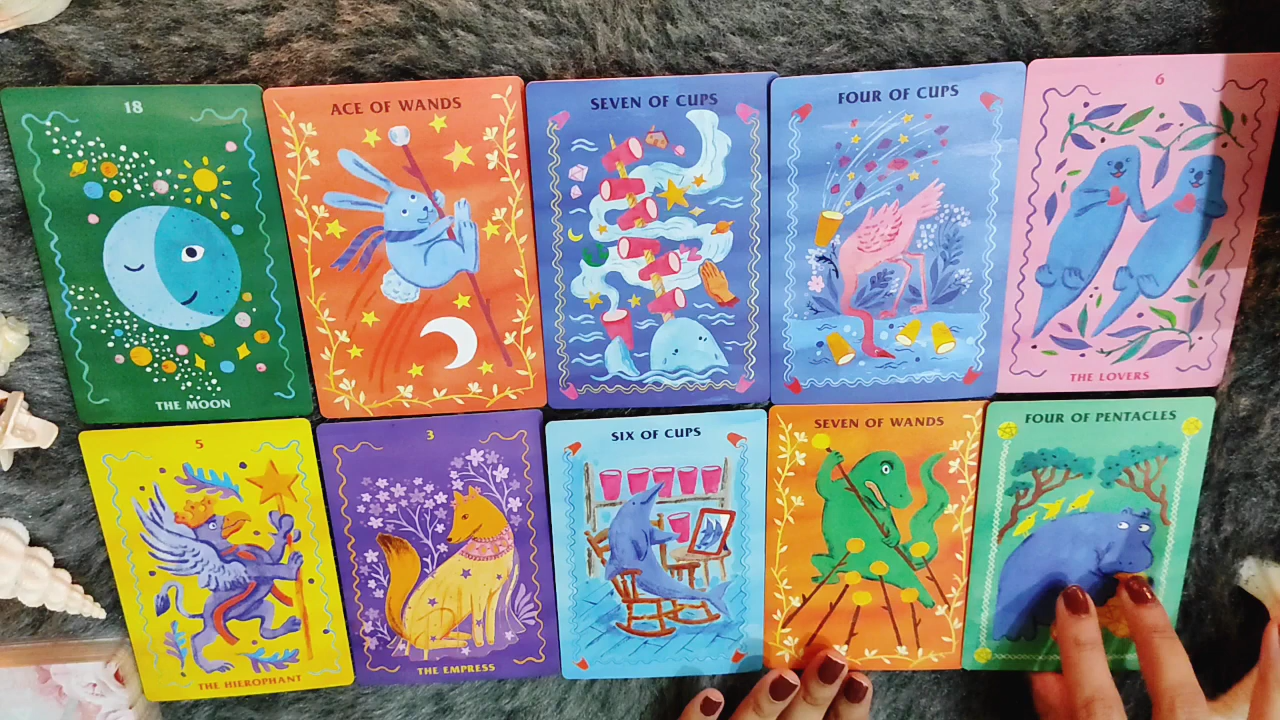 18
THE MOON
ACE OF WANDS
SEVEN OF CUPS
FOUR OF CUPS
6
THE LOVERS
5
THE HIEROPHANT
3
THE EMPRESS
SIX OF CUPS
SEVEN OF WANDS
FOUR OF PENTACLES